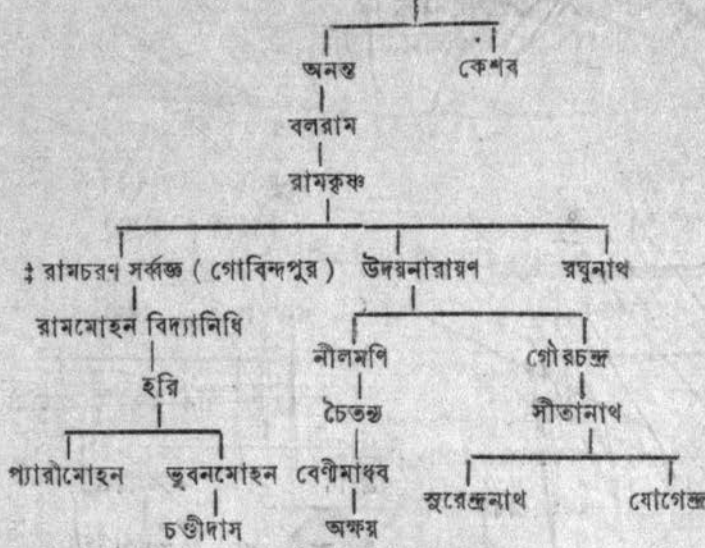 অনন্ত কেশব
বলরাম
রামকৃষ্ণ
‡ রামচরণ সর্ব্বজ্ঞ ( গোবিন্দপুর ) উদয়নারায়ণ রঘুনাথ
রামমোহন বিদ্যানিধি
নীলমণি গৌরচন্দ্র
হরি
চৈতন্য সীতানাথ
প্যারীমোহন ভুবনমোহন বেণীমাধব
সুরেন্দ্রনাথ যোগেন্দ্র
চণ্ডীদাস অক্ষয়